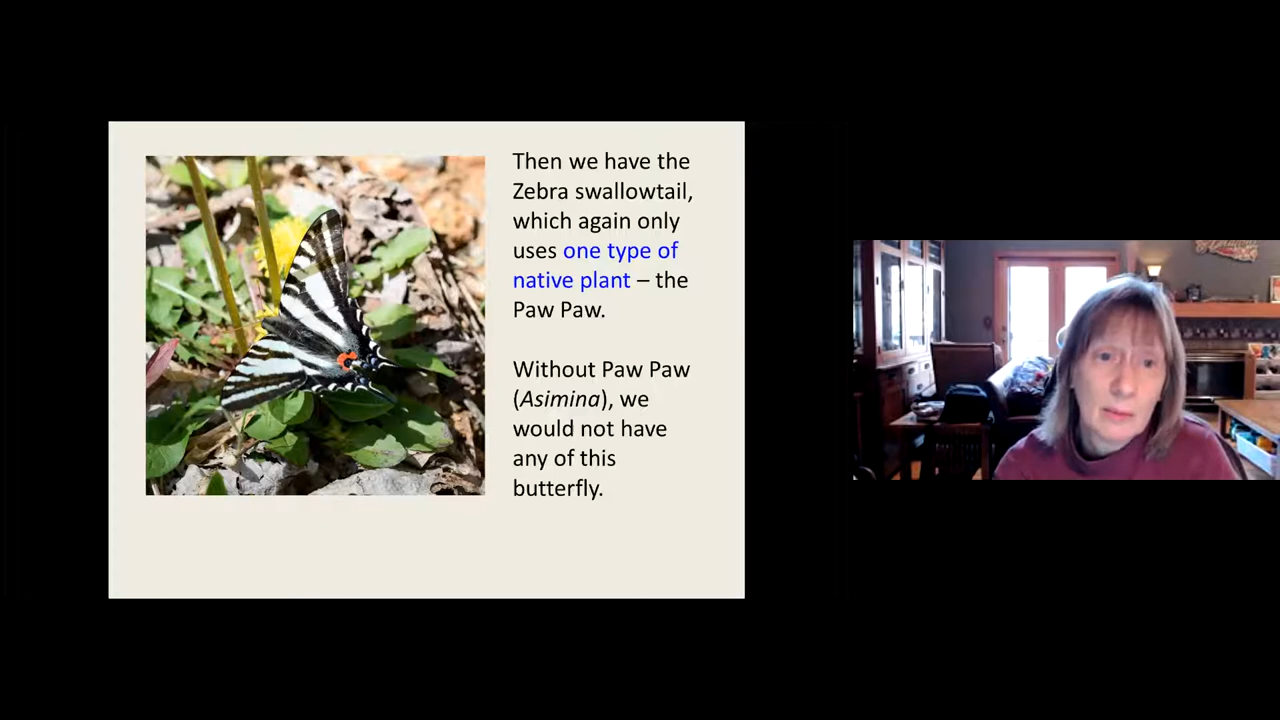 Then we have the
Zebra swallowtail,
which again only
uses one type of
native plant – the
Paw Paw.
Without Paw Paw
(Asimina), we
would not have
any of this
butterfly.